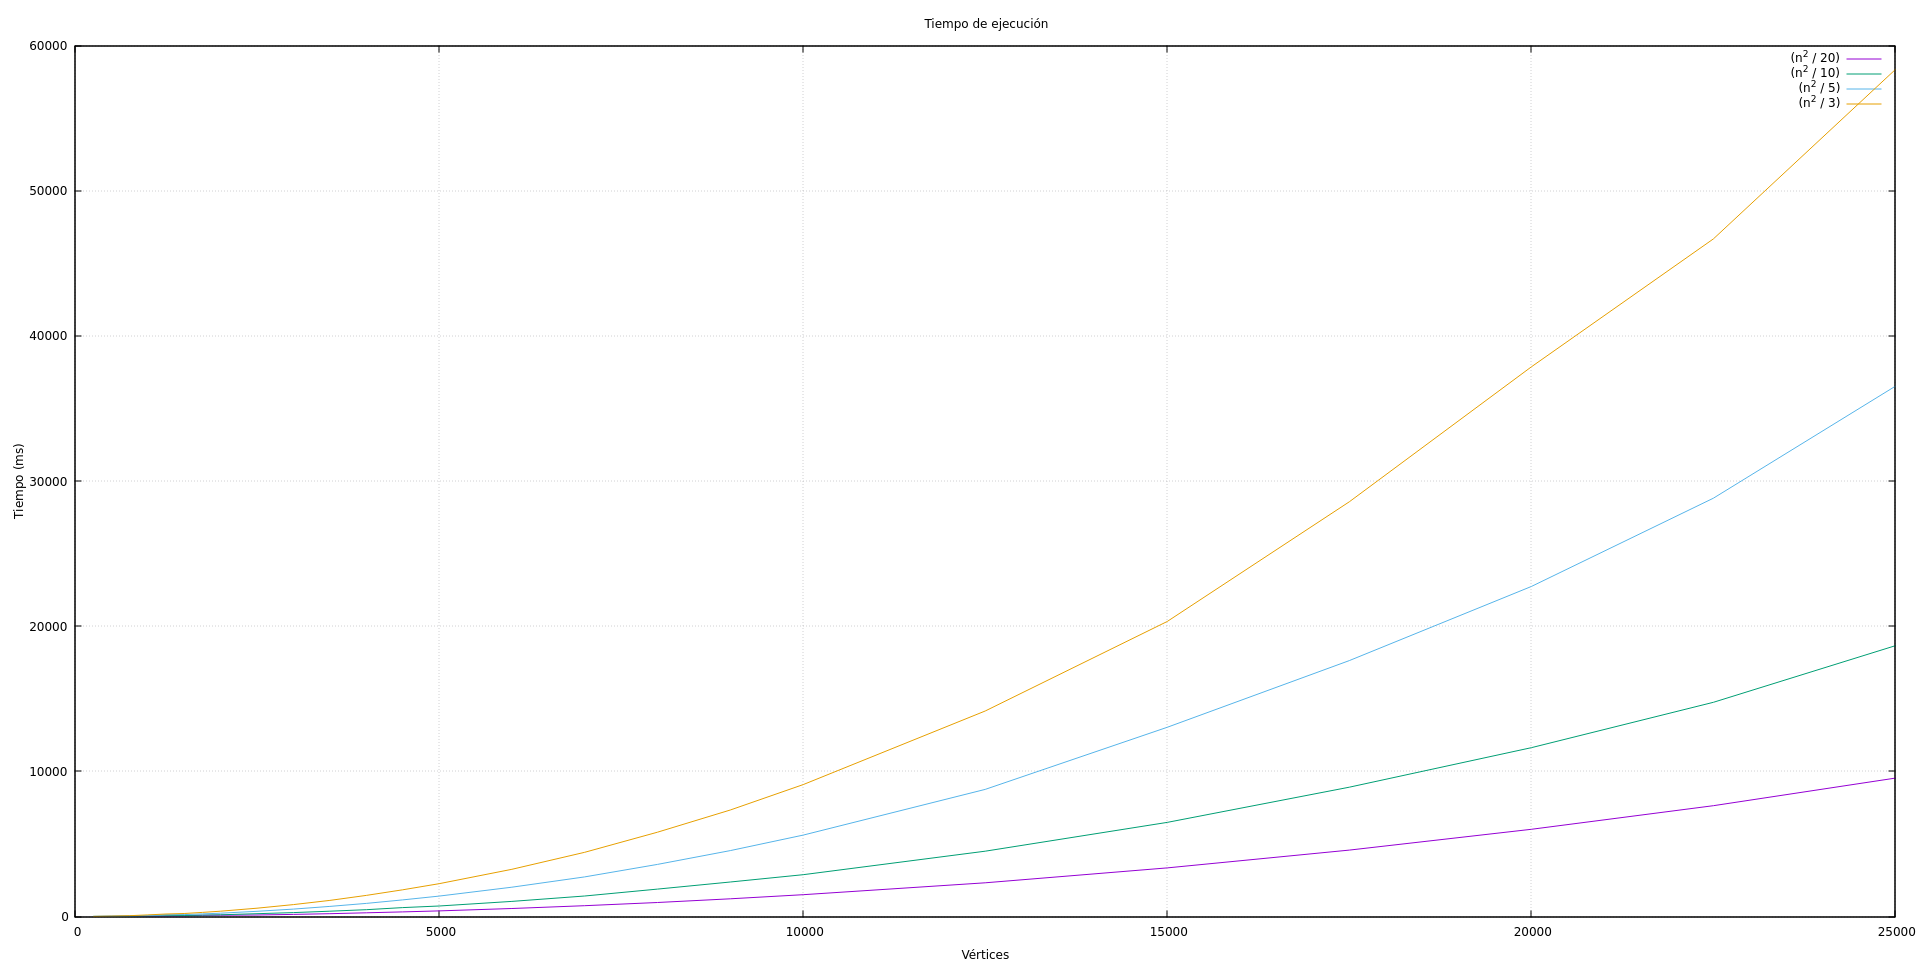 Tiempo de ejecución
60000
50000
40000
30000
20000
10000
0
Tiempo (ms)
(n² / 20)
(n² / 10)
(n² / 5)
(n² / 3)
0 5000 10000 15000 20000 25000
Vértices